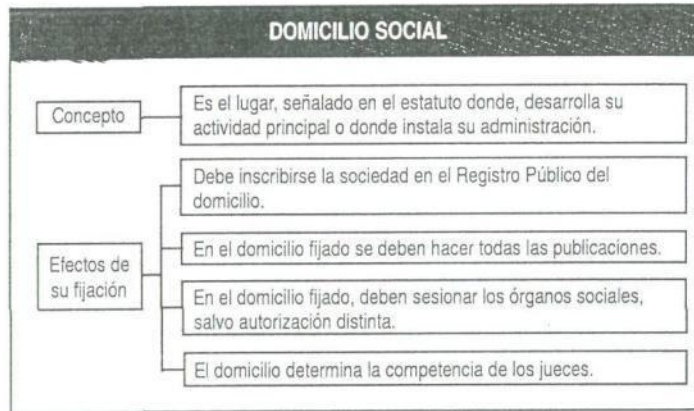 DOMICILIO SOCIAL
Concepto
Es el lugar, señalado en el estatuto donde, desarrolla su
actividad principal o donde instala su administración.
Efectos de
su fijación
Debe inscribirse la sociedad en el Registro Público del
domicilio.
En el domicilio fijado se deben hacer todas las publicaciones.
En el domicilio fijado, deben sesionar los órganos sociales,
salvo autorización distinta.
El domicilio determina la competencia de los jueces.